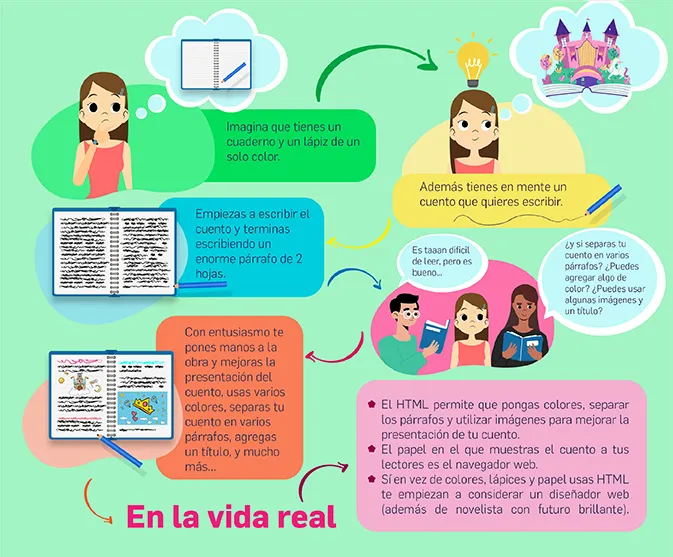 Imagina que tienes un
cuaderno y un lápiz de un
solo color.
Además tienes en mente un
cuento que quieres escribir.
Empiezas a escribir el
cuento y terminas
escribiendo un
enorme párrafo de 2
hojas.
Es taaan difícil
de leer, pero es
bueno...
¿y si separas tu
cuento en varios
párrafos? ¿Puedes
agregar algo de
color? ¿Puedes usar
algunas imágenes y
un título?
Con entusiasmo te
pones manos a la
obra y mejoras la
presentación del
cuento, usas varios
colores, separas tu
cuento en varios
párrafos, agregas
un título, y mucho
más...
En la vida real
El HTML permite que pongas colores, separar
los párrafos y utilizar imágenes para mejorar la
presentación de tu cuento.
El papel en el que muestras el cuento a tus
lectores es el navegador web.
Sí en vez de colores, lápices y papel usas HTML
te empiezan a considerar un diseñador web
(además de novelista con futuro brillante).